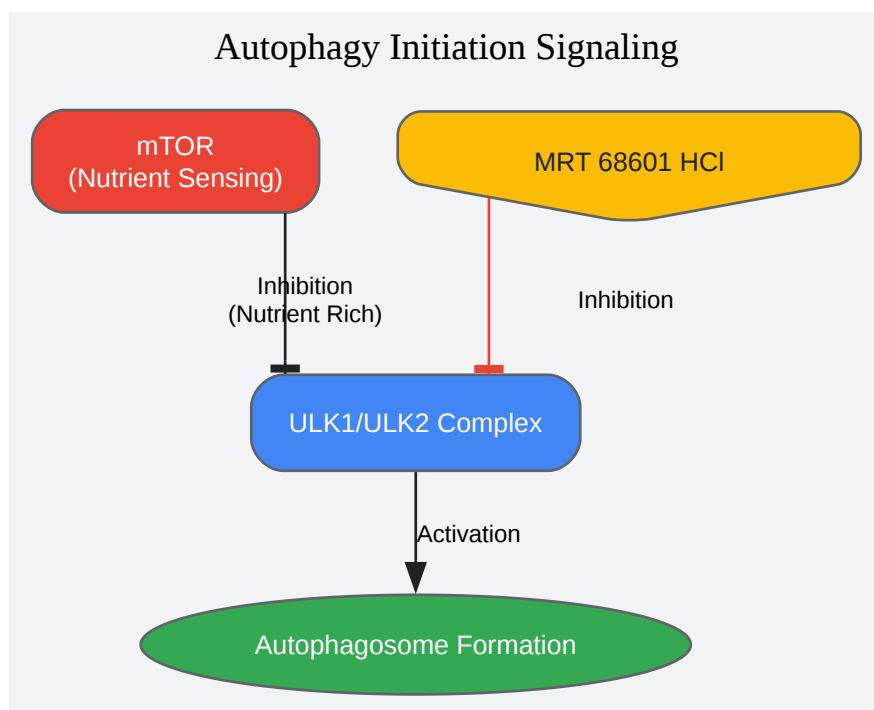 Autophagy Initiation Signaling
mTOR
(Nutrient Sensing)
MRT 68601 HCl
Inhibition
(Nutrient Rich)
Inhibition
ULK1/ULK2 Complex
Activation
Autophagosome Formation